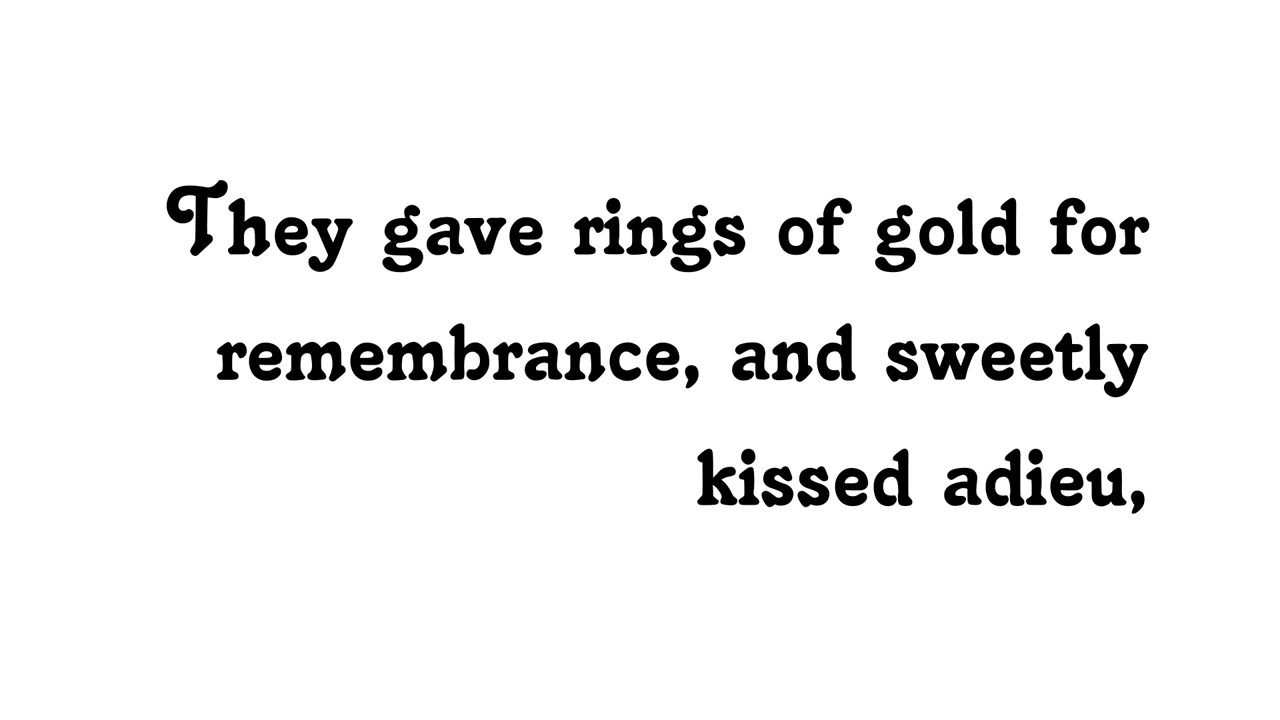 They gave rings of gold for
remembrance, and sweetly
kissed adieu,